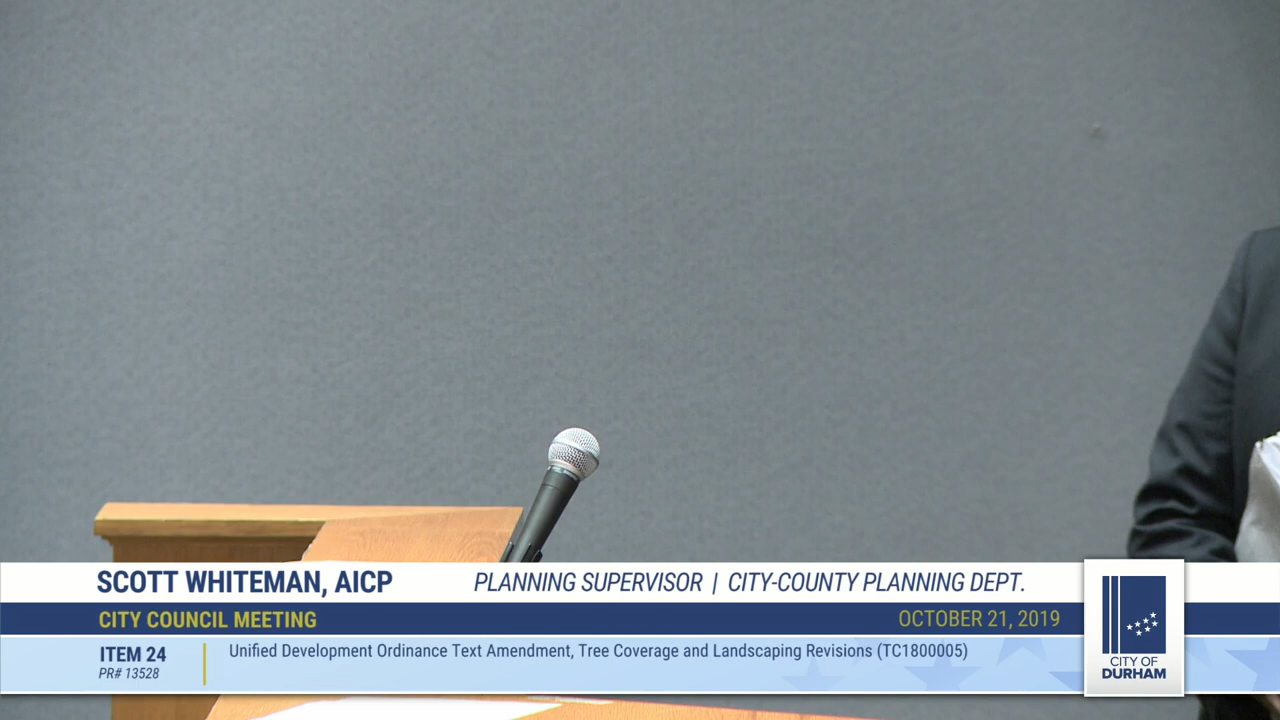 SCOTT WHITEMAN, AICP
PLANNING SUPERVISOR | CITY-COUNTY PLANNING DEPT.
CITY COUNCIL MEETING
OCTOBER 21, 2019
ITEM 24
PR# 13528
Unified Development Ordinance Text Amendment, Tree Coverage and Landscaping Revisions (TC1800005)
CITY OF
DURHAM